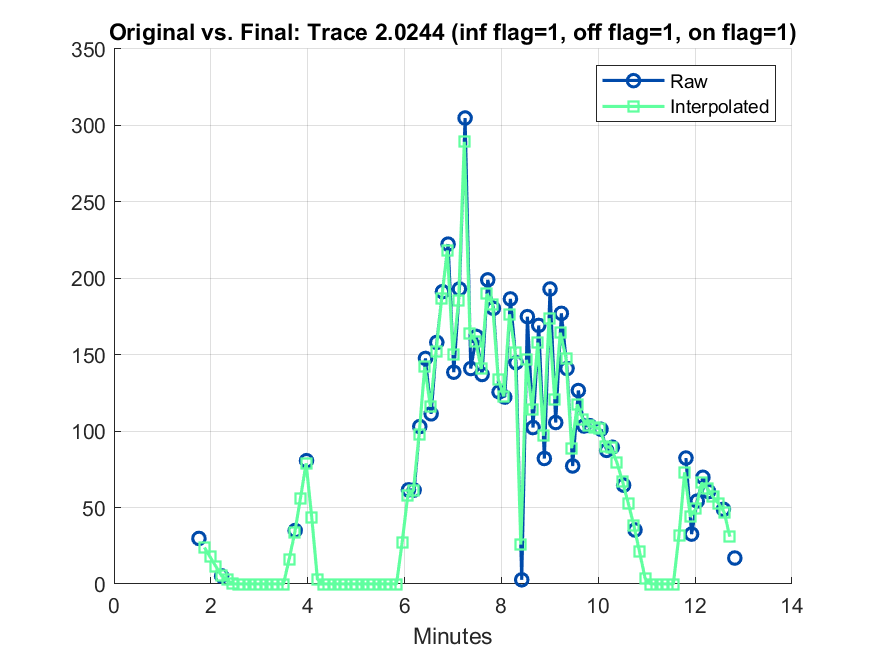 Original vs. Final: Trace 2.0244 (inf flag=1, off flag=1, on flag=1)
350
300
250
200
150
100
50
0
Raw
Interpolated
0 2 4 6 8 10 12 14
Minutes